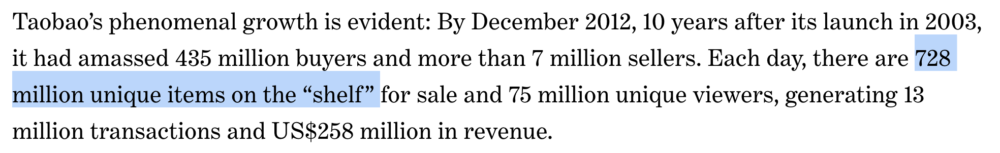 Taobao’s phenomenal growth is evident: By December 2012, 10 years after its launch in 2003,
it had amassed 435 million buyers and more than 7 million sellers. Each day, there are 728
million unique items on the “shelf” for sale and 75 million unique viewers, generating 13
million transactions and US$258 million in revenue.